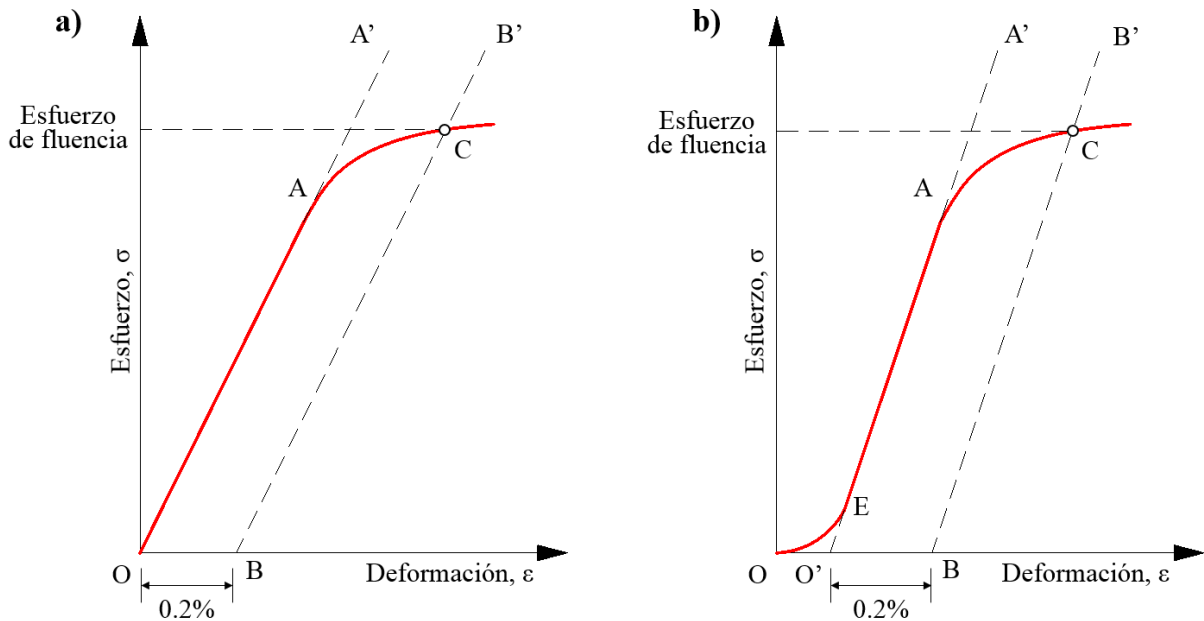 a)
A’
B’
Esfuerzo
de fluencia
C
A
Esfuerzo, σ
O
B
Deformación, ε
0.2%
b)
A’
B’
Esfuerzo
de fluencia
C
A
Esfuerzo, σ
E
O
O’
B
Deformación, ε
0.2%